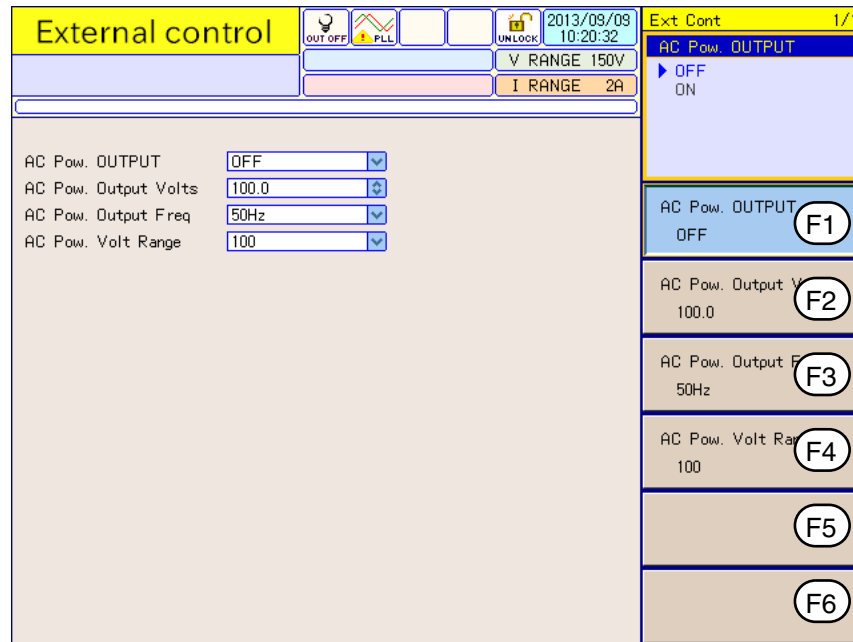 External control
OUT OFF
PLL
UNLOCK
2013/09/09
10:20:32
V RANGE 150V
I RANGE 2A
AC Pow. OUTPUT OFF
AC Pow. Output Volts 100.0
AC Pow. Output Freq 50Hz
AC Pow. Volt Range 100
Ext Cont 1/
AC Pow. OUTPUT
OFF
ON
AC Pow. OUTPUT
OFF
F1
AC Pow. Output
100.0
F2
AC Pow. Output
50Hz
F3
AC Pow. Volt
100
F4
F5
F6